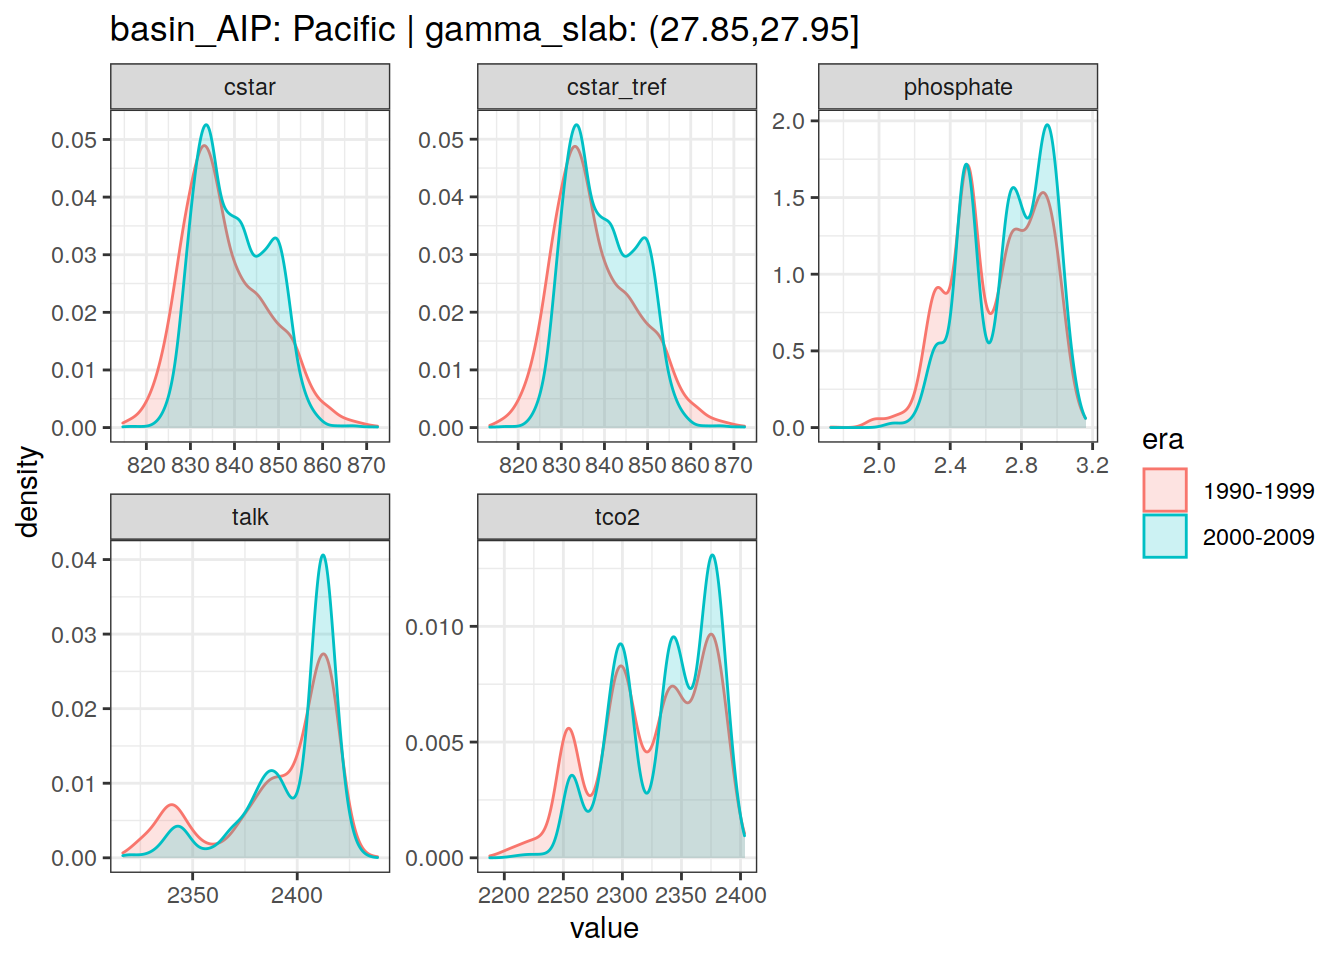 basin_AIP: Pacific | gamma_slab: (27.85,27.95]
cstar
cstar_tref
phosphate
0.05
0.04
0.03
0.02
0.01
0.00
820 830 840 850 860 870
0.05
0.04
0.03
0.02
0.01
0.00
820 830 840 850 860 870
2.0
1.5
1.0
0.5
0.0
2.0 2.4 2.8 3.2
density
talk
tco2
0.04
0.03
0.02
0.01
0.00
2350 2400
0.010
0.005
0.000
2200 2250 2300 2350 2400
value
era
1990-1999
2000-2009